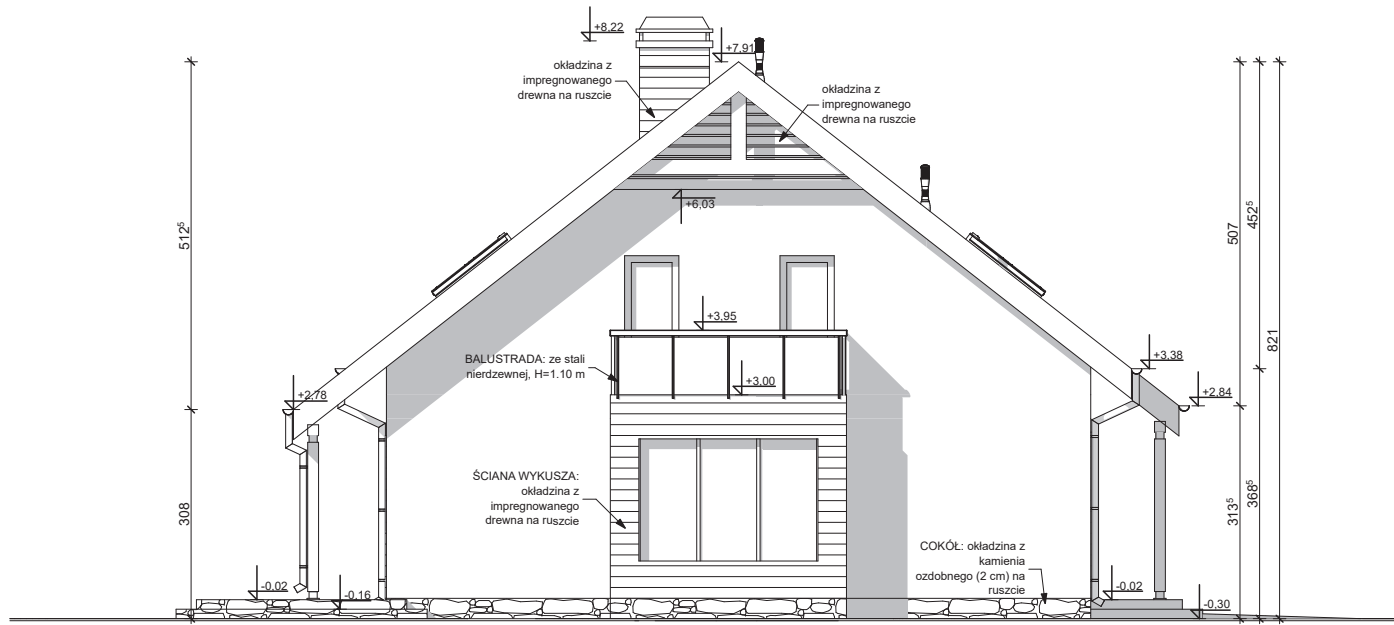 +8,22
+7,91
okładzina z
impregnowanego
drewna na ruszcie
okładzina z
impregnowanego
drewna na ruszcie
+6,03
512⁵
507
452⁵
821
+3,95
BALUSTRADA: ze stali
nierdzewnej, H=1.10 m
+3,00
+3,38
+2,78
+2,84
ŚCIANA WYKUSZA:
okładzina z
impregnowanego
drewna na ruszcie
308
313⁵
368⁵
COKÓŁ: okładzina z
kamienia
ozdobnego (2 cm) na
ruszcie
-0,02
-0,16
-0,02
-0,30